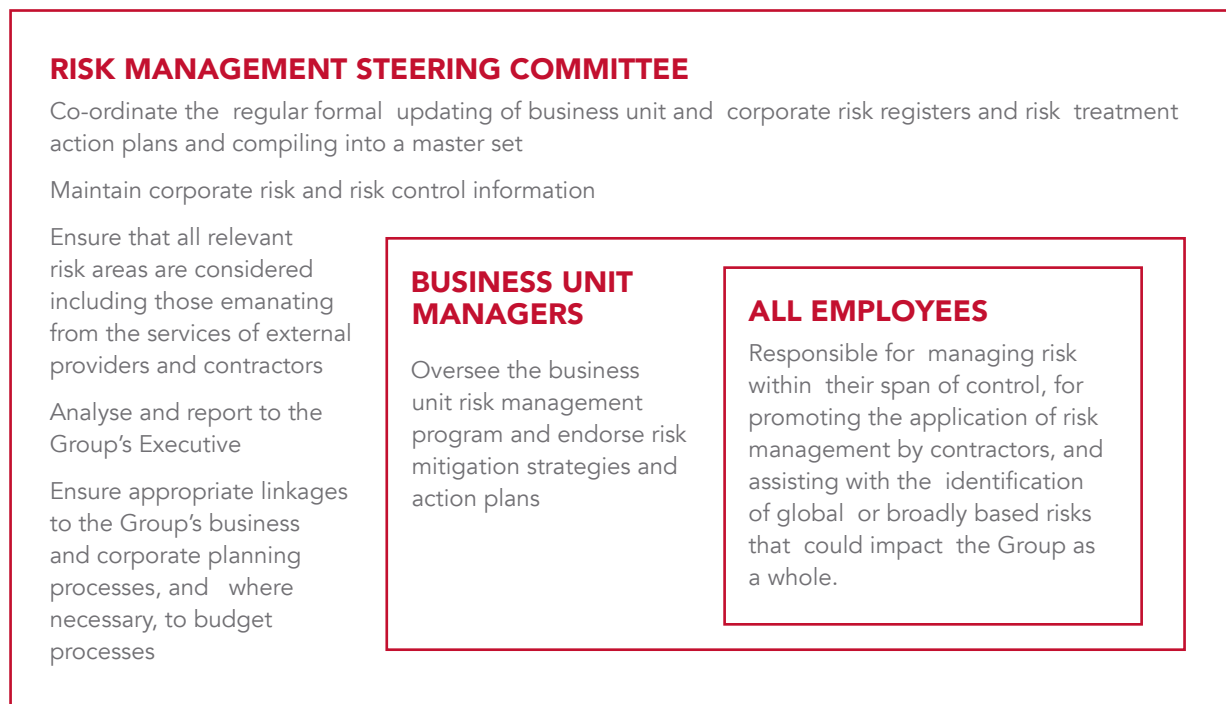 RISK MANAGEMENT STEERING COMMITTEE
Co-ordinate the regular formal updating of business unit and corporate risk registers and risk treatment
action plans and compiling into a master set
Maintain corporate risk and risk control information
Ensure that all relevant
risk areas are considered
including those emanating
from the services of external
providers and contractors
Analyse and report to the
Group's Executive
Ensure appropriate linkages
to the Group's business
and corporate planning
processes, and where
necessary, to budget
processes
BUSINESS UNIT
MANAGERS
Oversee the business
unit risk management
program and endorse risk
mitigation strategies and
action plans
ALL EMPLOYEES
Responsible for managing risk
within their span of control, for
promoting the application of risk
management by contractors, and
assisting with the identification
of global or broadly based risks
that could impact the Group as
a whole.